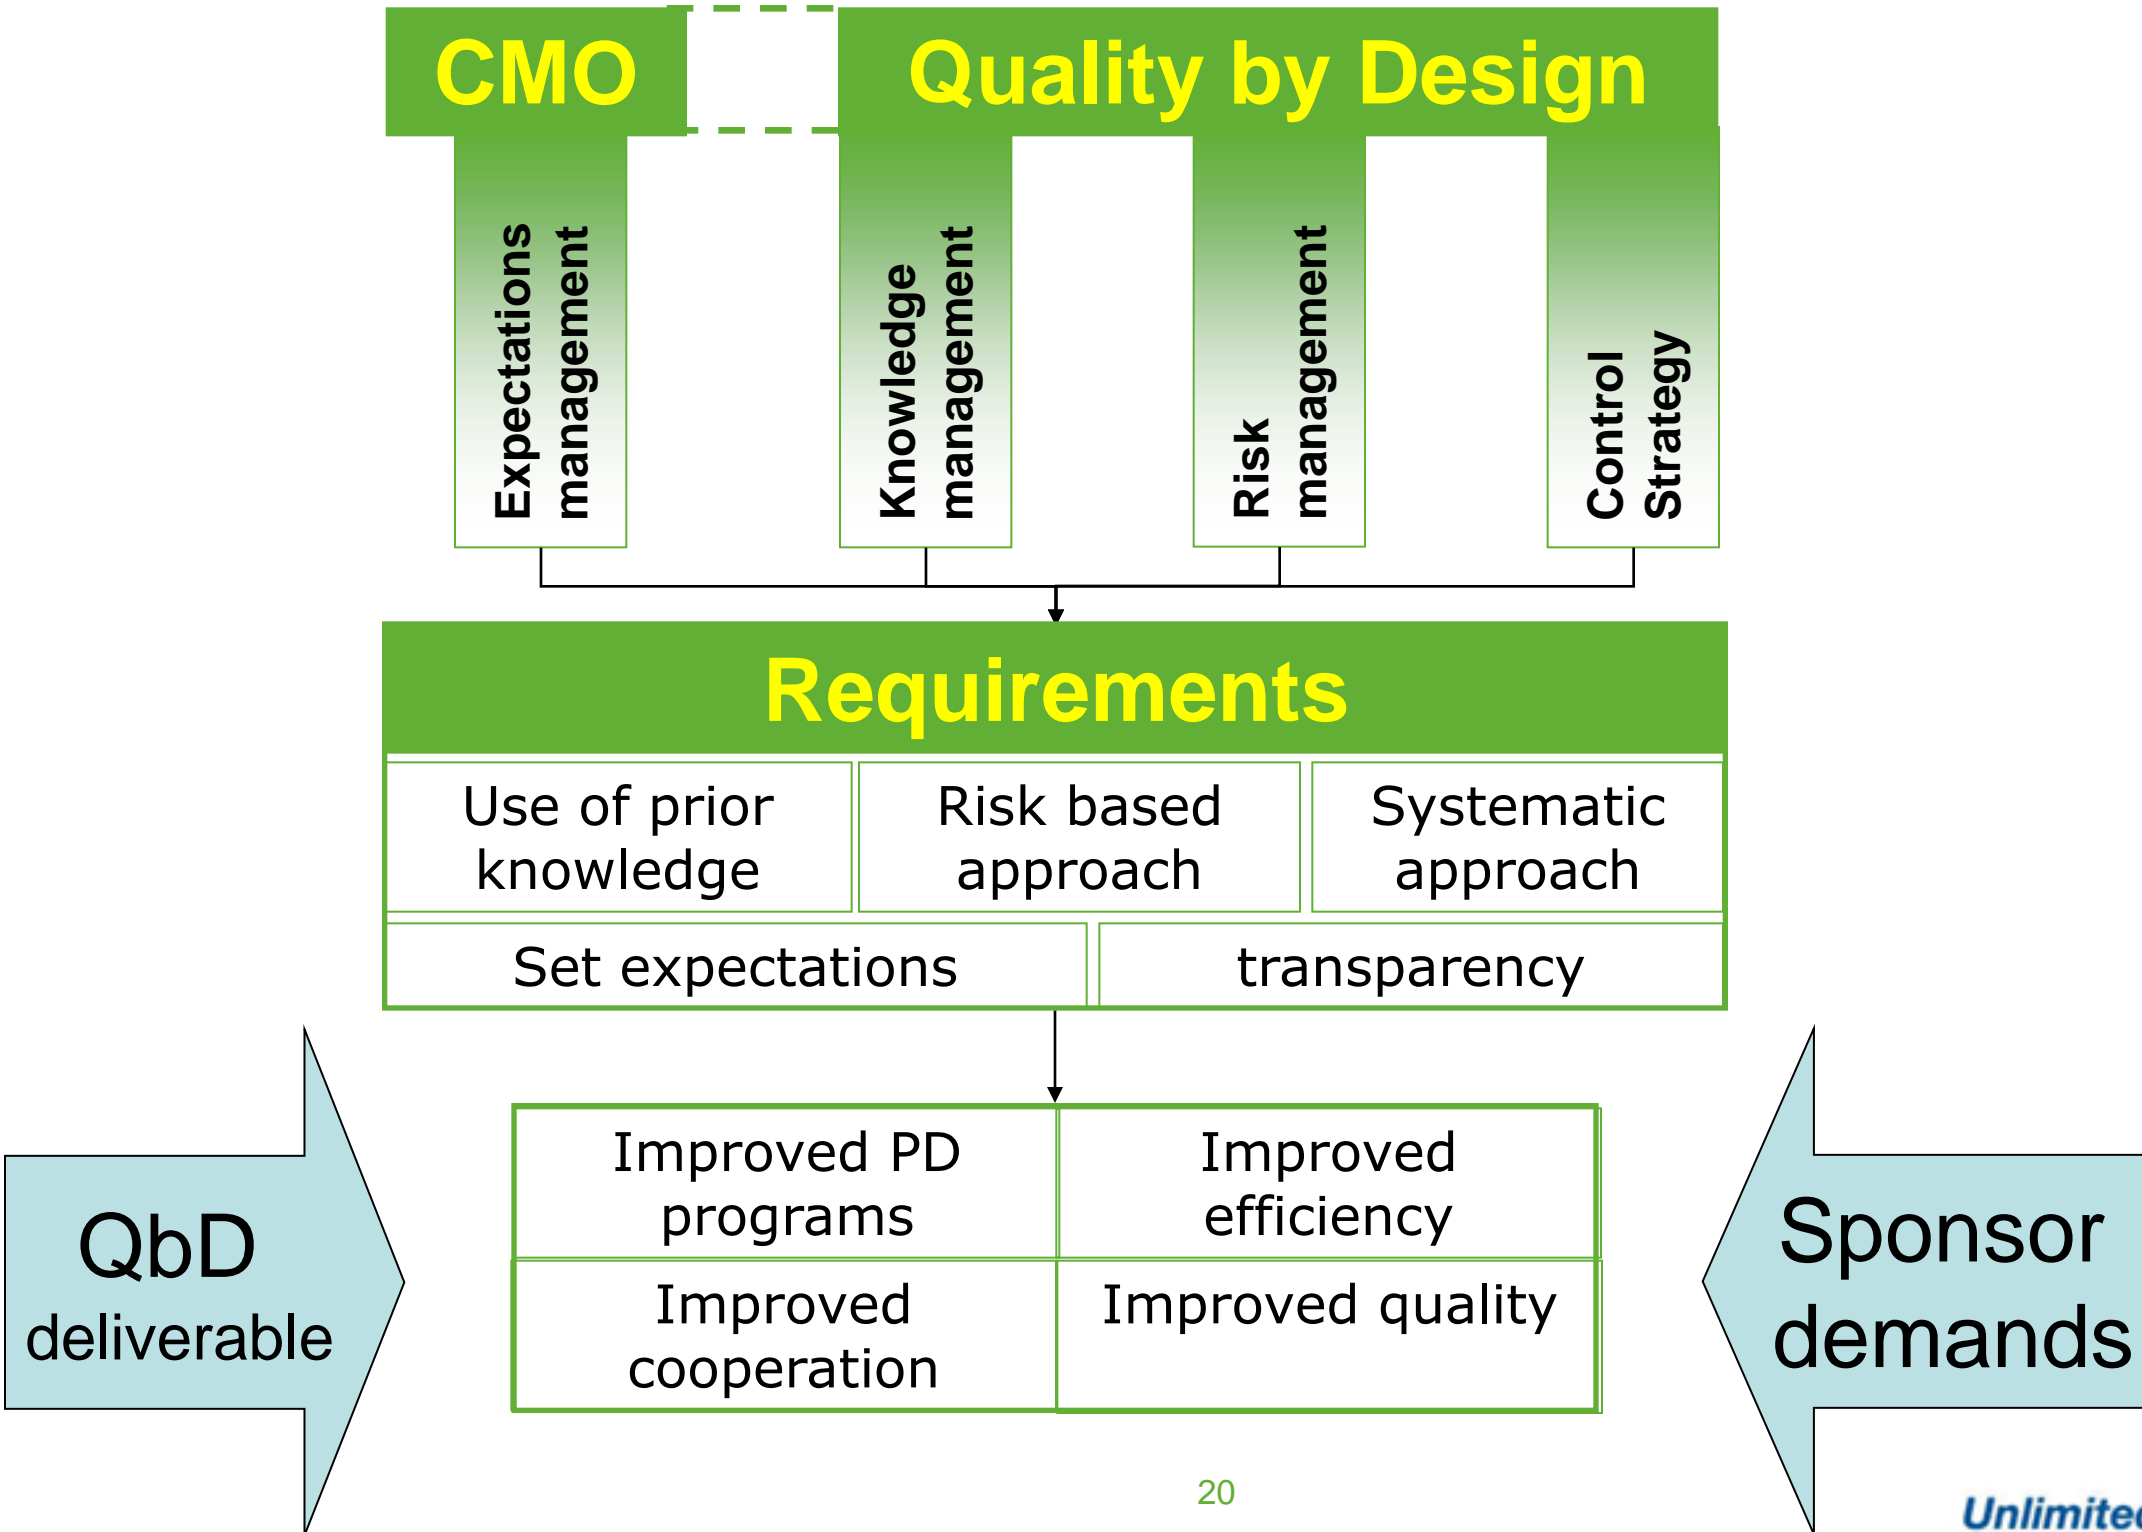 CMO
Quality by Design
Expectations
management
Knowledge
management
Risk
management
Control
Strategy
Requirements
Use of prior
knowledge
Risk based
approach
Systematic
approach
Set expectations
transparency
QbD
deliverable
Improved PD
programs
Improved
efficiency
Improved
cooperation
Improved quality
Sponsor
demands
20